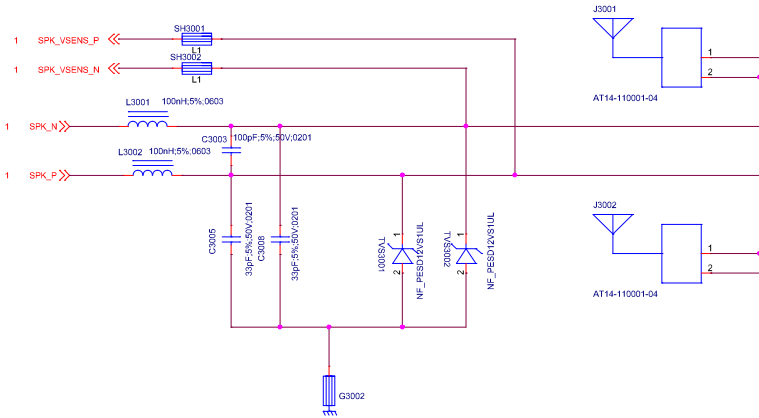 SH3001
1 SPK_VSENS_P
L1
SH3002
1 SPK_VSENS_N
L1
L3001 100nH;5%;0603
1 SPK_N
C3003 100pF;5%;50V;0201
L3002 100nH;5%;0603
1 SPK_P
C3005
33pF;5%;50V;0201
C3008
33pF;5%;50V;0201
1
TVS3001
2
NF_PESD12VS1UL
1
TVS3002
2
NF_PESD12VS1UL
G3002
J3001
1
2
AT14-110001-04
J3002
1
2
AT14-110001-04